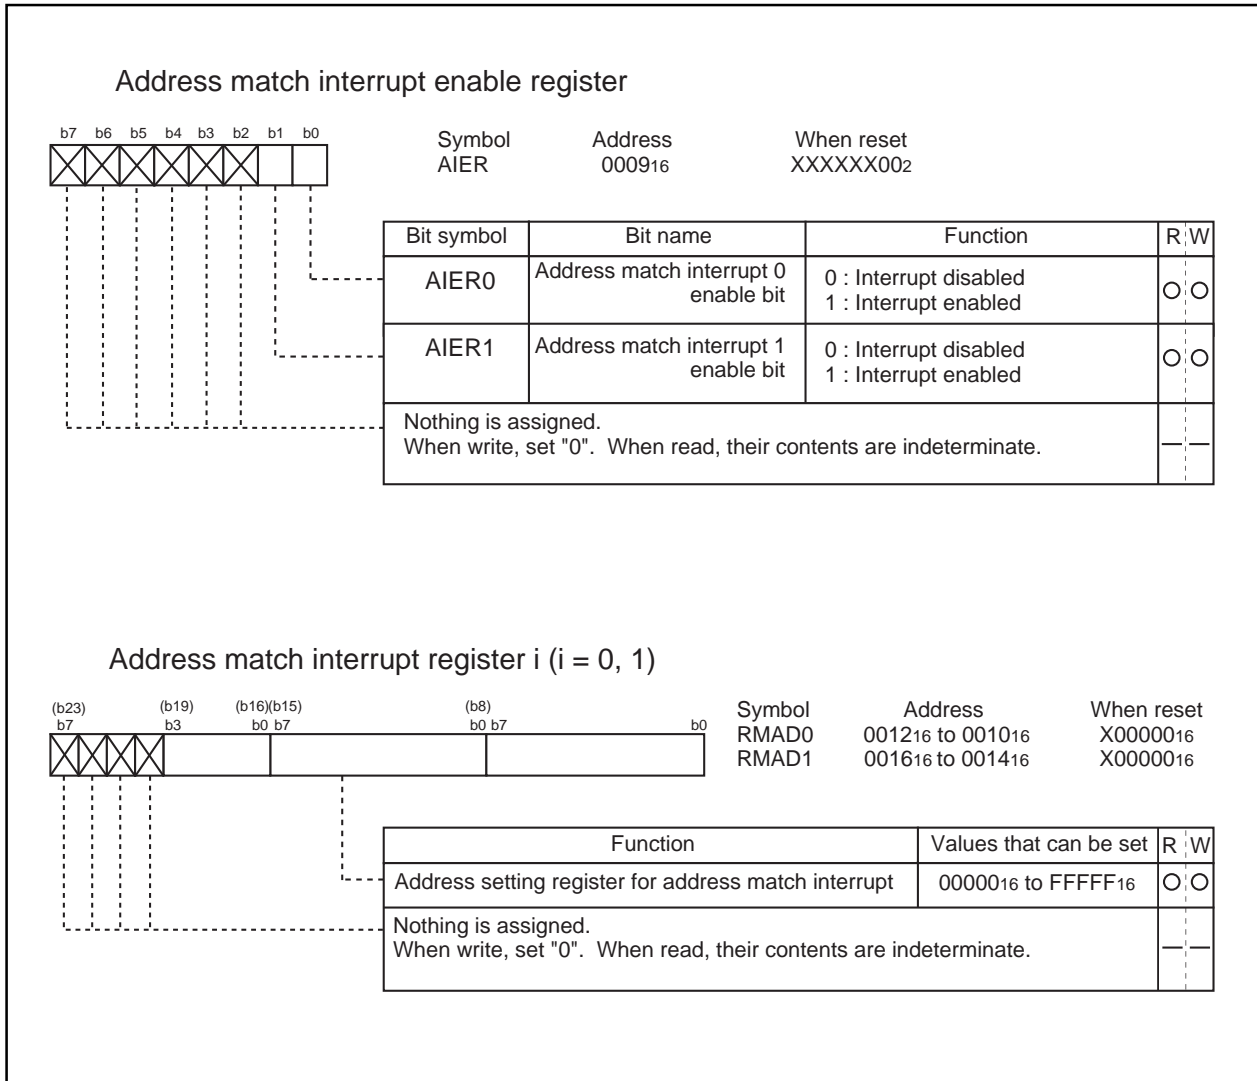 Address match interrupt enable register
b7 b6 b5 b4 b3 b2 b1 b0
Symbol Address When reset
AIER 000916 XXXXXX002
Bit symbol Bit name Function R W
AIER0 Address match interrupt 0 enable bit
0 : Interrupt disabled
1 : Interrupt enabled
AIER1 Address match interrupt 1 enable bit
0 : Interrupt disabled
1 : Interrupt enabled
Nothing is assigned.
When write, set "0". When read, their contents are indeterminate.
Address match interrupt register i (i = 0, 1)
(b23) (b19) (b16)(b15) (b8)
b7 b3 b0 b7 b0 b7 b0
Symbol Address When reset
RMAD0 001216 to 001016 X0000016
RMAD1 001616 to 001416 X0000016
Function Values that can be set R W
Address setting register for address match interrupt 0000016 to FFFFF16
Nothing is assigned.
When write, set "0". When read, their contents are indeterminate.